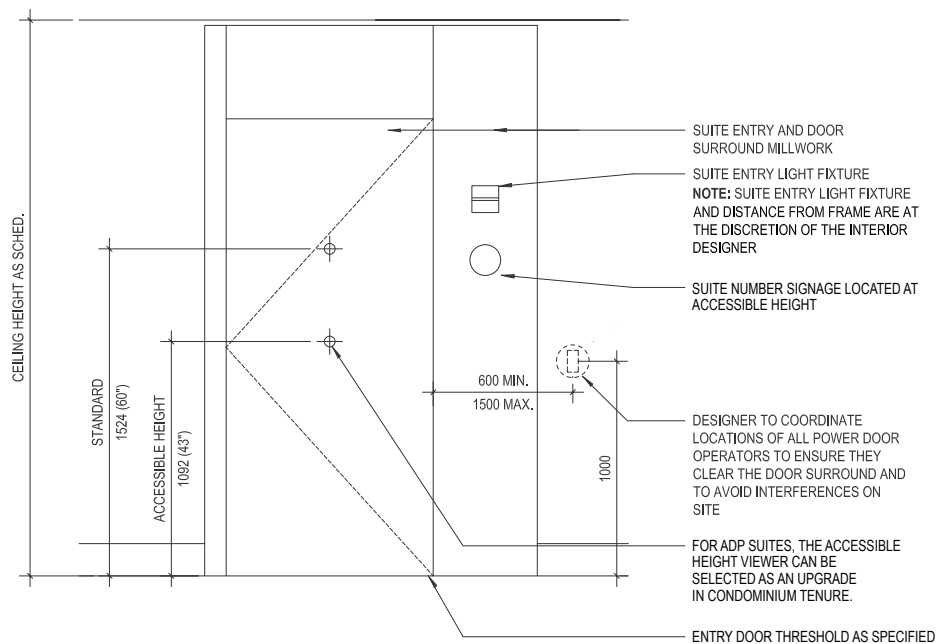 SUITE ENTRY AND DOOR
SURROUND MILLWORK
SUITE ENTRY LIGHT FIXTURE
NOTE: SUITE ENTRY LIGHT FIXTURE
AND DISTANCE FROM FRAME ARE AT
THE DISCRETION OF THE INTERIOR
DESIGNER
SUITE NUMBER SIGNAGE LOCATED AT
ACCESSIBLE HEIGHT
CEILING HEIGHT AS SCHED.
STANDARD
1524 (60")
ACCESSIBLE HEIGHT
1092 (43")
600 MIN.
1500 MAX.
1000
DESIGNER TO COORDINATE
LOCATIONS OF ALL POWER DOOR
OPERATORS TO ENSURE THEY
CLEAR THE DOOR SURROUND AND
TO AVOID INTERFERENCES ON
SITE
FOR ADP SUITES, THE ACCESSIBLE
HEIGHT VIEWER CAN BE
SELECTED AS AN UPGRADE
IN CONDOMINIUM TENURE.
ENTRY DOOR THRESHOLD AS SPECIFIED